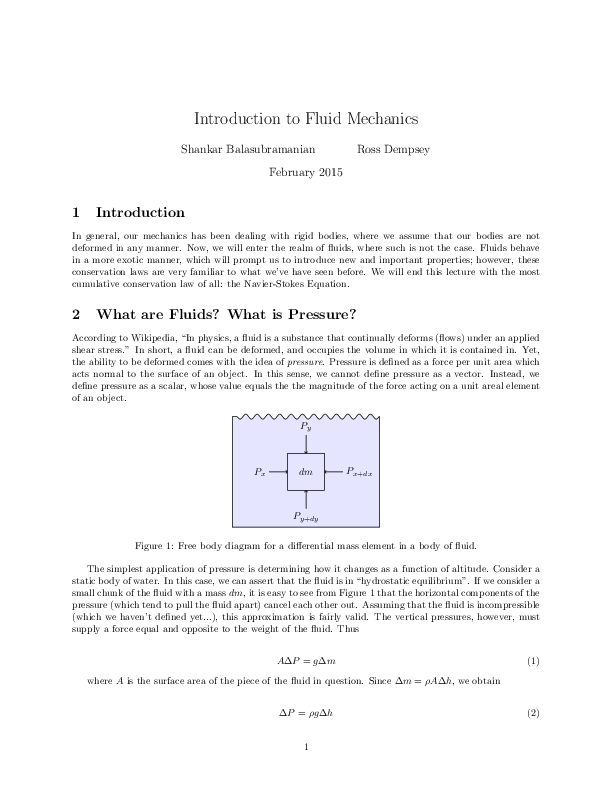 Introduction to Fluid Mechanics
Shankar Balasubramanian Ross Dempsey
February 2015
1 Introduction
In general, our mechanics has been dealing with rigid bodies, where we assume that our bodies are not
deformed in any manner. Now, we will enter the realm of fluids, where such is not the case. Fluids behave
in a more exotic manner, which will prompt us to introduce new and important properties; however, these
conservation laws are very familiar to what we've have seen before. We will end this lecture with the most
cumulative conservation law of all: the Navier-Stokes Equation.
2 What are Fluids? What is Pressure?
According to Wikipedia, “In physics, a fluid is a substance that continually deforms (flows) under an applied
shear stress.” In short, a fluid can be deformed, and occupies the volume in which it is contained in. Yet,
the ability to be deformed comes with the idea of pressure. Pressure is defined as a force per unit area which
acts normal to the surface of an object. In this sense, we cannot define pressure as a vector. Instead, we
define pressure as a scalar, whose value equals the the magnitude of the force acting on a unit areal element
of an object.
P_y
P_x dm P_{x+dx}
P_{y+dy}
Figure 1: Free body diagram for a differential mass element in a body of fluid.
The simplest application of pressure is determining how it changes as a function of altitude. Consider a
static body of water. In this case, we can assert that the fluid is in “hydrostatic equilibrium”. If we consider a
small chunk of the fluid with a mass dm, it is easy to see from Figure 1 that the horizontal components of the
pressure (which tend to pull the fluid apart) cancel each other out. Assuming that the fluid is incompressible
(which we haven't defined yet...), this approximation is fairly valid. The vertical pressures, however, must
supply a force equal and opposite to the weight of the fluid. Thus
AΔP = gΔm (1)
where A is the surface area of the piece of the fluid in question. Since Δm = ρAΔh, we obtain
ΔP = ρgΔh (2)
1